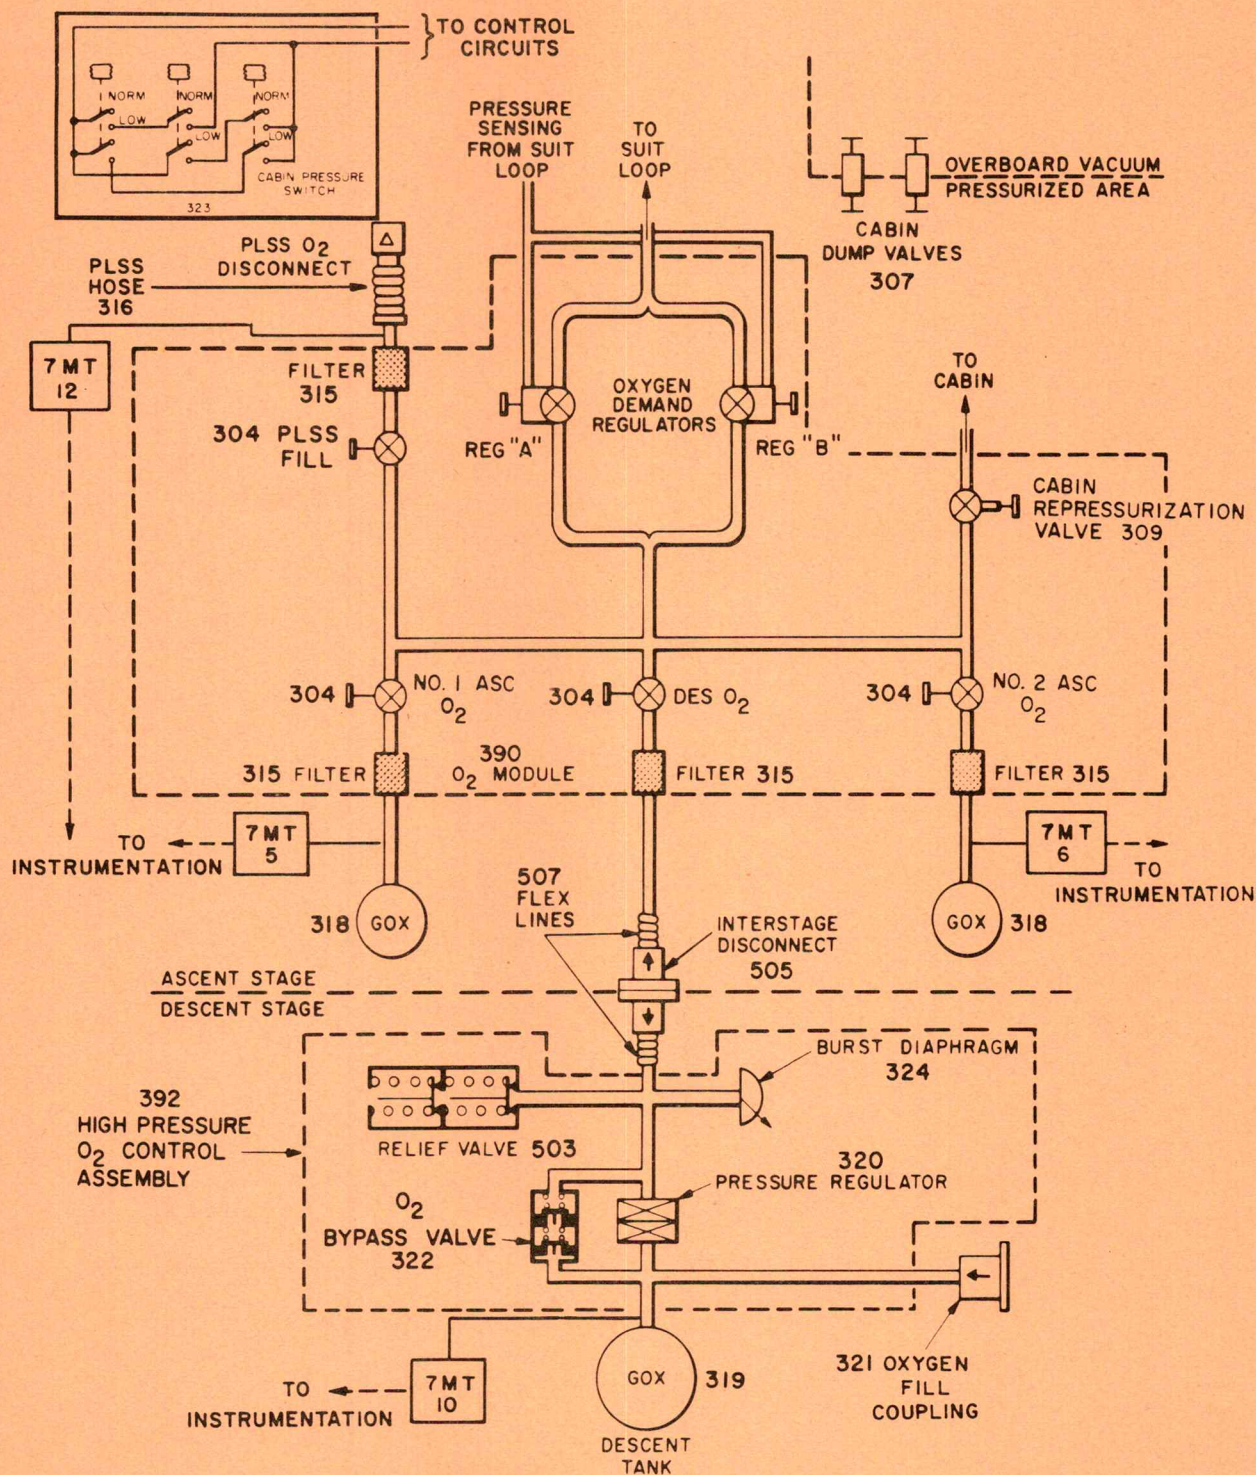 TO CONTROL
CIRCUITS
NORM
NORM
NORM
LOW
LOW
LOW
CABIN PRESSURE
SWITCH
323
PRESSURE
SENSING
FROM SUIT
LOOP
TO
SUIT
LOOP
OVERBOARD VACUUM
PRESSURIZED AREA
CABIN
DUMP VALVES
307
PLSS O2
DISCONNECT
PLSS
HOSE
316
7MT
12
FILTER
315
304 PLSS
FILL
OXYGEN
DEMAND
REGULATORS
REG "A"
REG "B"
TO
CABIN
CABIN
REPRESSURIZATION
VALVE 309
304
NO. 1 ASC
O2
304
DES O2
304
NO. 2 ASC
O2
315 FILTER
390
O2 MODULE
FILTER 315
FILTER 315
TO
INSTRUMENTATION
7MT
5
7MT
6
TO
INSTRUMENTATION
318
GOX
507
FLEX
LINES
INTERSTAGE
DISCONNECT
505
GOX
318
ASCENT STAGE
DESCENT STAGE
392
HIGH PRESSURE
O2 CONTROL
ASSEMBLY
RELIEF VALVE 503
BURST DIAPHRAGM
324
320
PRESSURE REGULATOR
O2
BYPASS VALVE
322
321 OXYGEN
FILL
COUPLING
TO
INSTRUMENTATION
7MT
10
GOX
319
DESCENT
TANK